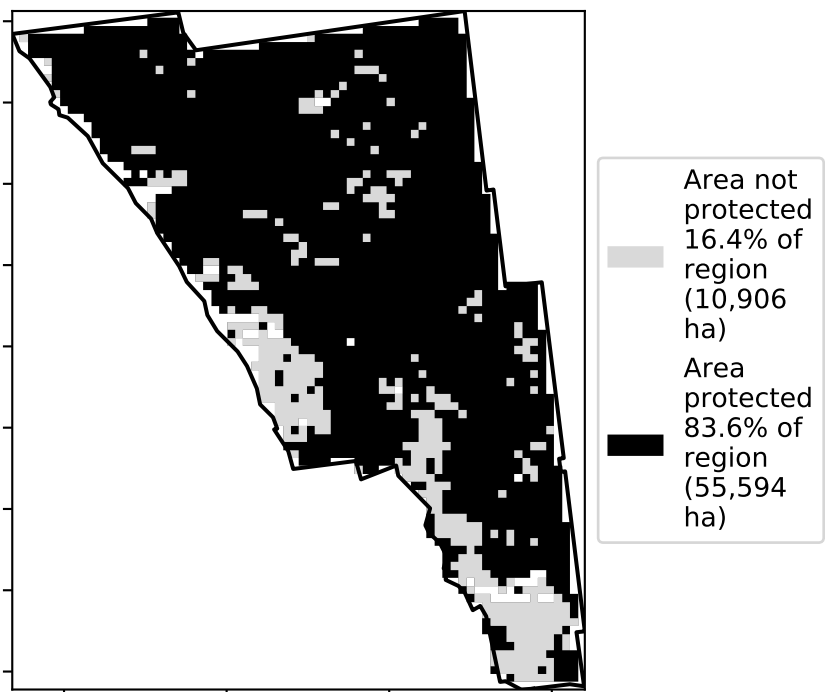 Area not
protected
16.4% of
region
(10,906
ha)
Area
protected
83.6% of
region
(55,594
ha)